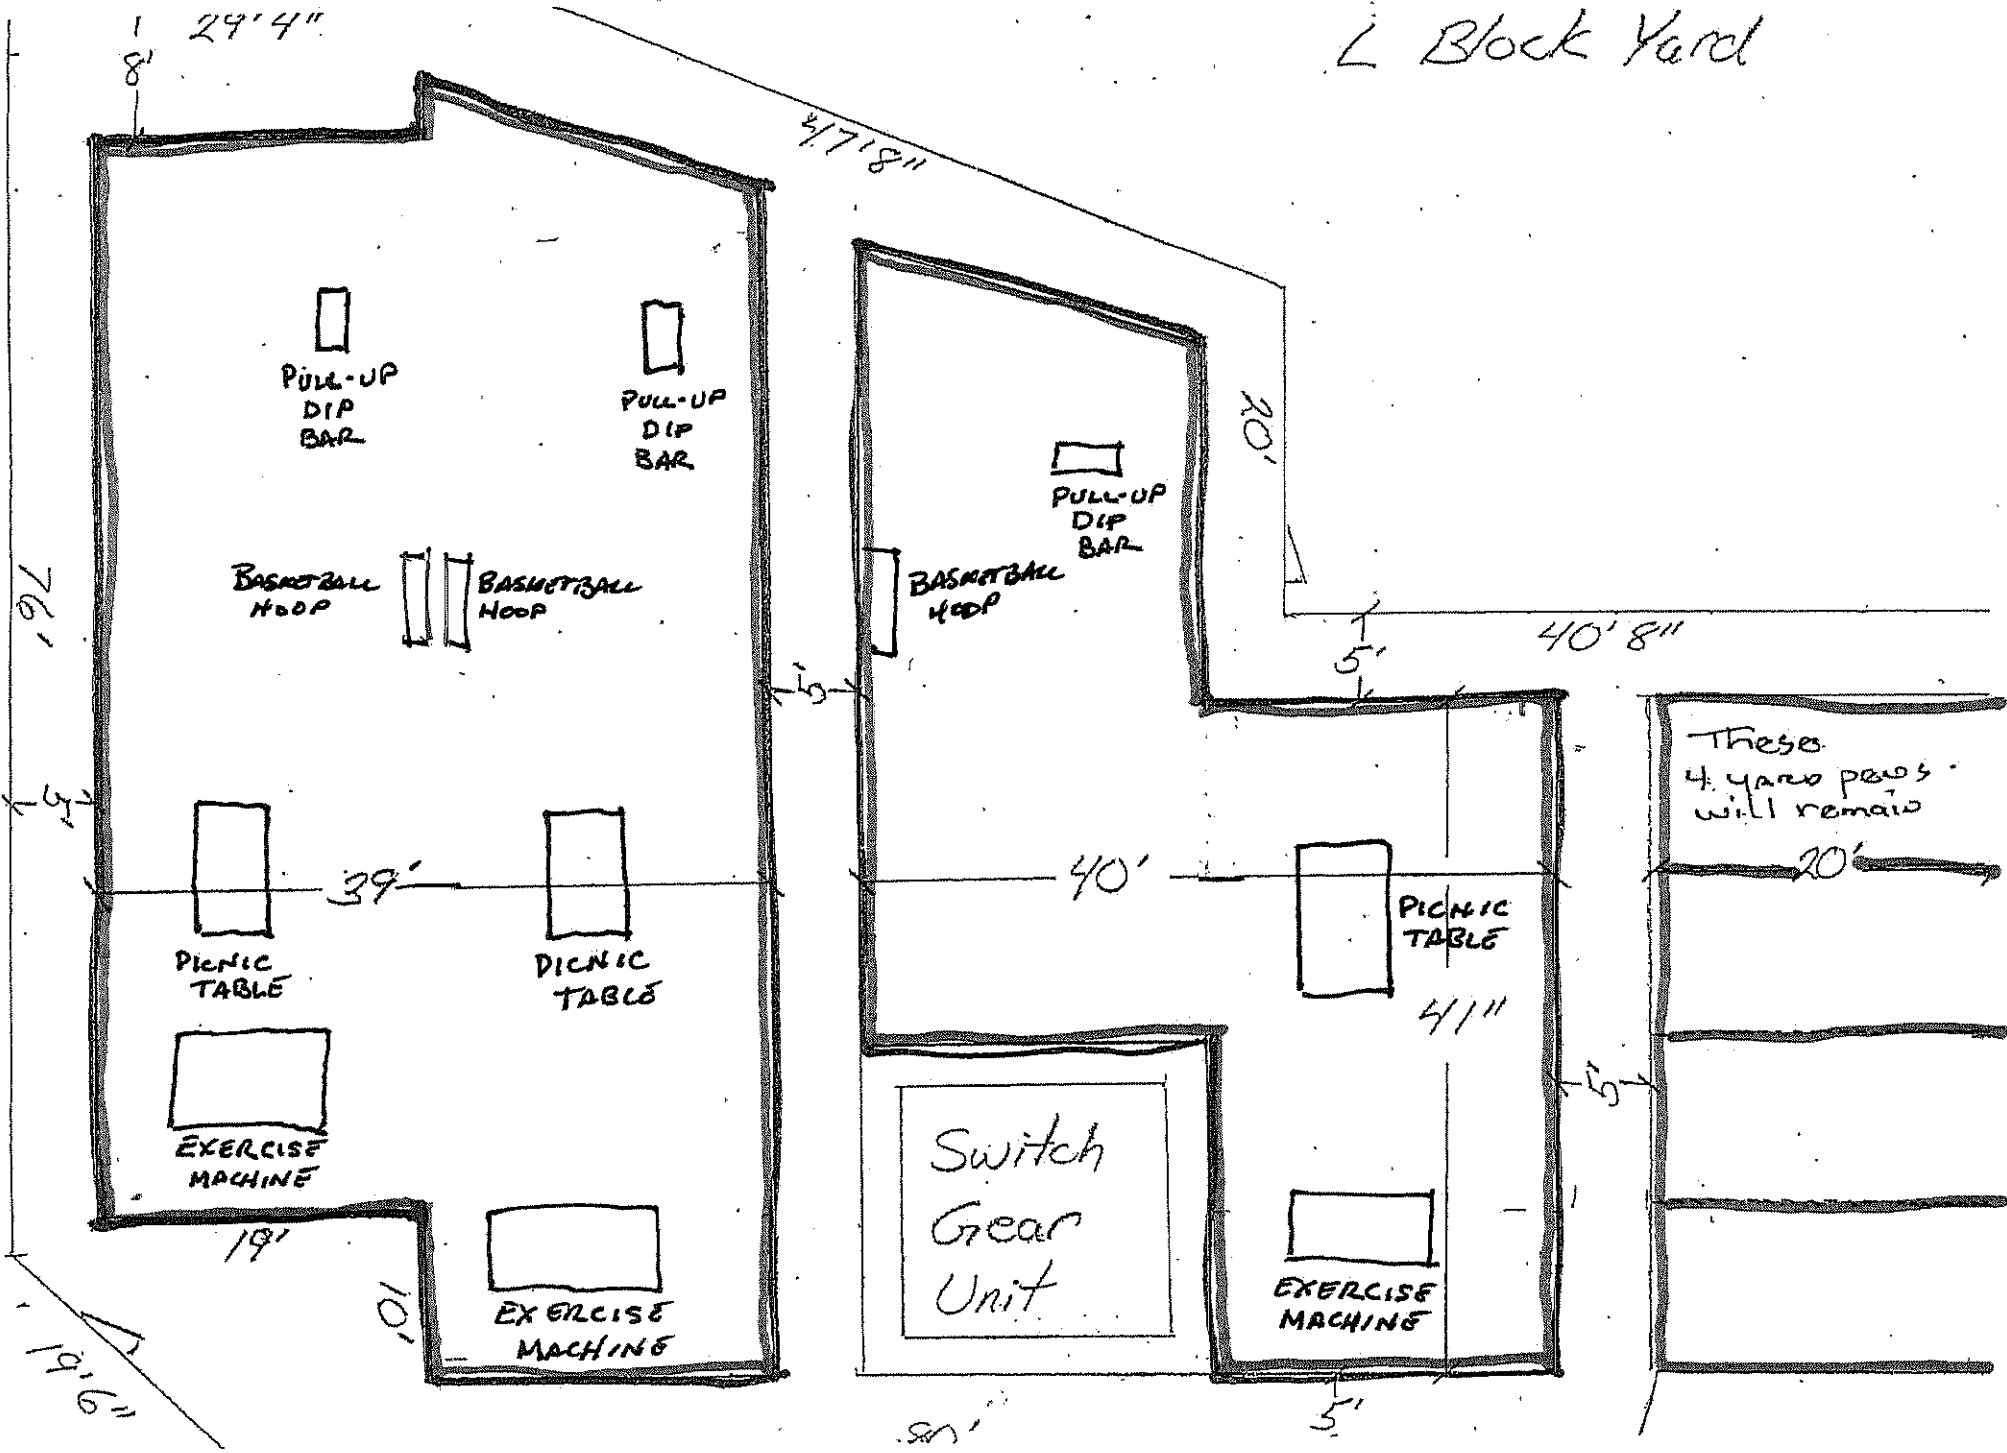 L Block Yard
29'4"
8'
47'8"
PULL-UP
DIP
BAR
PULL-UP
DIP
BAR
20'
PULL-UP
DIP
BAR
76'
BASKETBALL
HOOP
BASKETBALL
HOOP
BASKETBALL
HOOP
5'
5'
40'8"
These
4 yard pens
will remain
5'
39'
40'
20'
PICNIC
TABLE
PICNIC
TABLE
PICNIC
TABLE
41"
5'
EXERCISE
MACHINE
Switch
Gear
Unit
19'
10'
EXERCISE
MACHINE
EXERCISE
MACHINE
19'6"
5'